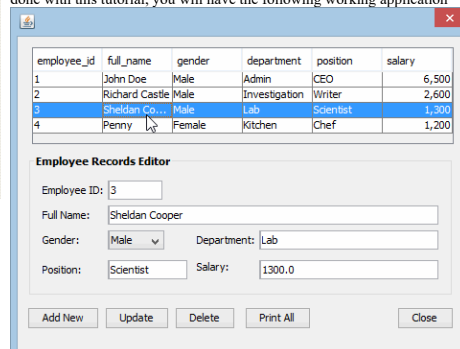 done with this tutorial, you will have the following working application
employee_id full_name gender department position salary
1 John Doe Male Admin CEO 6,500
2 Richard Castle Male Investigation Writer 2,600
3 Sheldan Co... Male Lab Scientist 1,300
4 Penny Female Kitchen Chef 1,200
Employee Records Editor
Employee ID: 3
Full Name: Sheldan Cooper
Gender: Male Department: Lab
Position: Scientist Salary: 1300.0
Add New Update Delete Print All Close